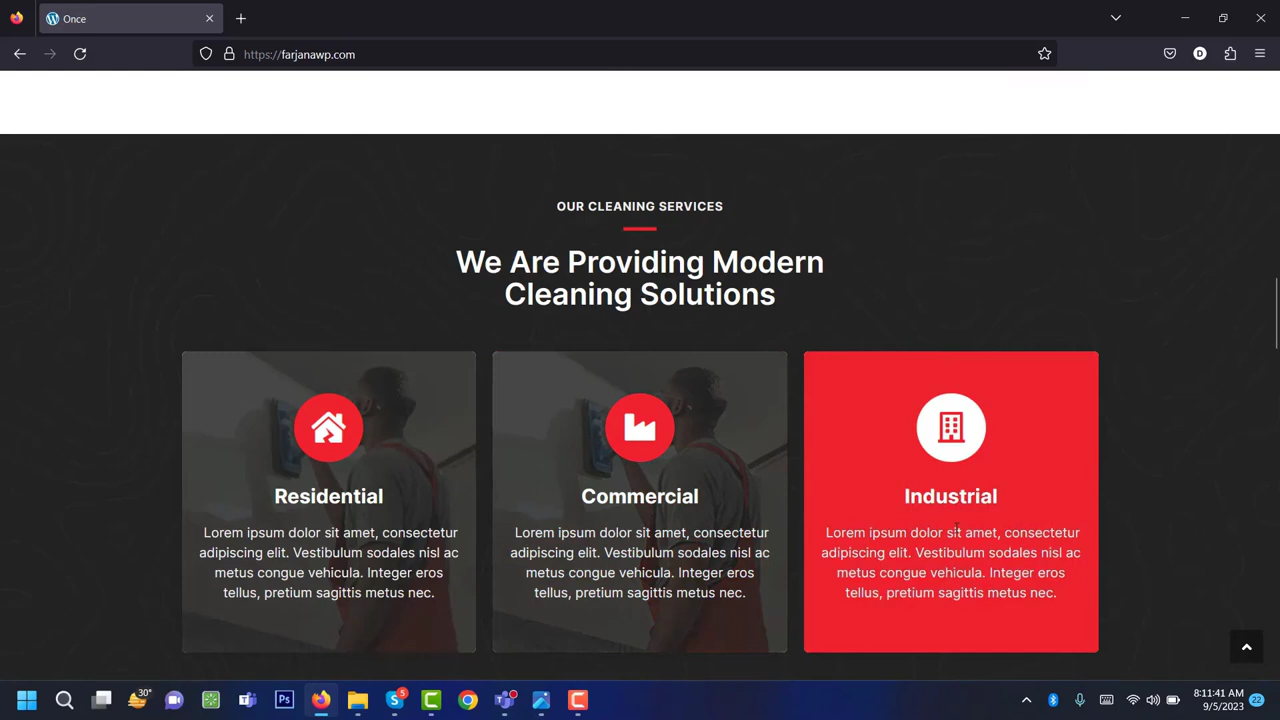 Once
https://farjanawp.com
D
OUR CLEANING SERVICES
We Are Providing Modern
Cleaning Solutions
Residential
Lorem ipsum dolor sit amet, consectetur
adipiscing elit. Vestibulum sodales nisl ac
metus congue vehicula. Integer eros
tellus, pretium sagittis metus nec.
Commercial
Lorem ipsum dolor sit amet, consectetur
adipiscing elit. Vestibulum sodales nisl ac
metus congue vehicula. Integer eros
tellus, pretium sagittis metus nec.
Industrial
Lorem ipsum dolor sit amet, consectetur
adipiscing elit. Vestibulum sodales nisl ac
metus congue vehicula. Integer eros
tellus, pretium sagittis metus nec.
30°
Ps
5
8:11:41 AM
9/5/2023
22